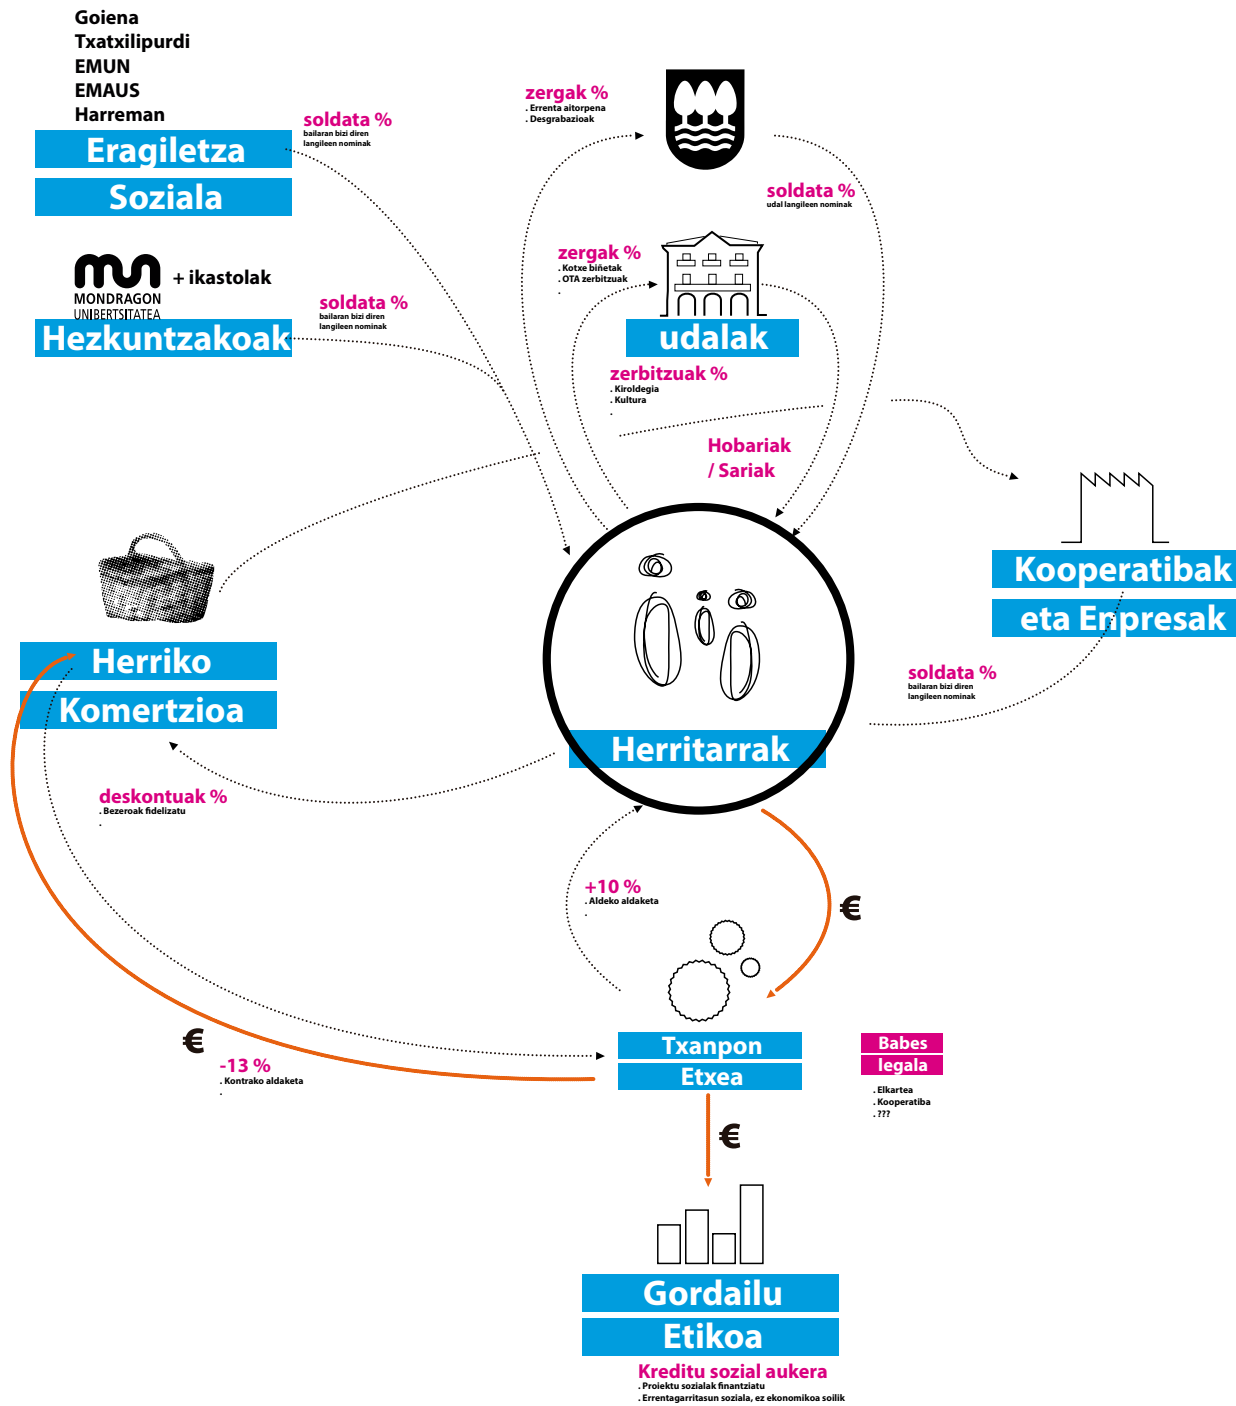 Goiena
Txatxilipurdi
EMUN
EMAUS
Harreman
Eragiletza
Soziala
soldata %
bailaran bizi diren
langileen nominak
MONDRAGON
UNIBERTSITATEA
+ ikastolak
Hezkuntzakoak
soldata %
bailaran bizi diren
langileen nominak
zergak %
. Errenta aitorpena
. Desgrabazioak
soldata %
udal langileen nominak
zergak %
. Kotxe biñetak
. OTA zerbitzuak
.
udalak
zerbitzuak %
. Kiroldegia
. Kultura
.
Hobariak
/ Sariak
Kooperatibak
eta Enpresak
soldata %
bailaran bizi diren
langileen nominak
Herriko
Komertzioa
deskontuak %
. Bezeroak fidelizatu
.
Herritarrak
+10 %
. Aldeko aldaketa
.
€
€
-13 %
. Kontrako aldaketa
.
Txanpon
Etxea
Babes
legala
. Elkartea
. Kooperatiba
. ???
€
Gordailu
Etikoa
Kreditu sozial aukera
. Proiektu sozialak finantziatu
. Errentagarritasun soziala, ez ekonomikoa soilik